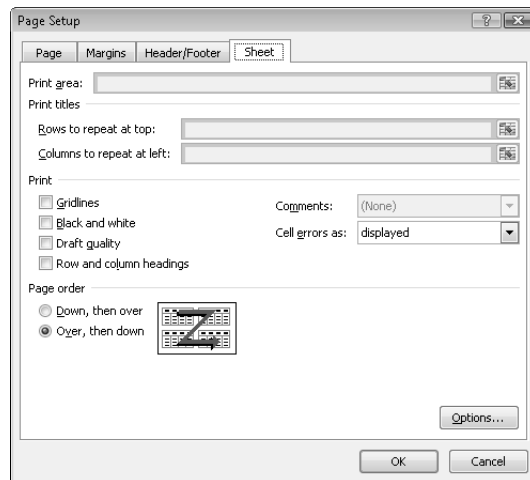 Page Setup
Page Margins Header/Footer Sheet
Print area:
Print titles
Rows to repeat at top:
Columns to repeat at left:
Print
Gridlines
Comments: (None)
Black and white
Cell errors as: displayed
Draft quality
Row and column headings
Page order
Down, then over
Over, then down
Options...
OK Cancel